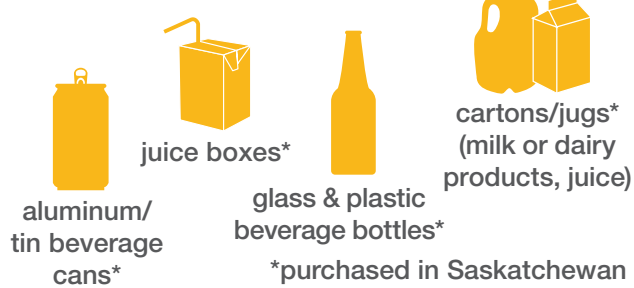 aluminum/
tin beverage
cans*
juice boxes*
glass & plastic
beverage bottles*
cartons/jugs*
(milk or dairy
products, juice)
*purchased in Saskatchewan